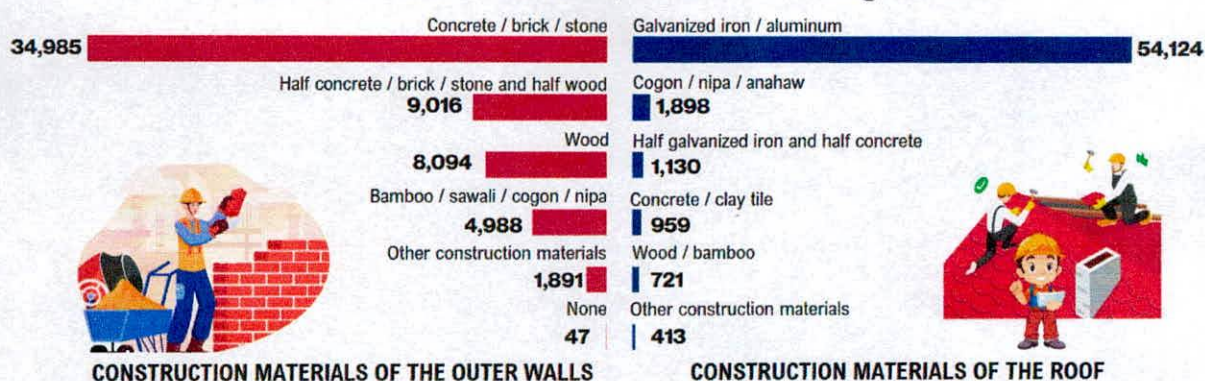 Concrete / brick / stone
34,985
Half concrete / brick / stone and half wood
9,016
Wood
8,094
Bamboo / sawali / cogon / nipa
4,988
Other construction materials
1,891
None
47
CONSTRUCTION MATERIALS OF THE OUTER WALLS
Galvanized iron / aluminum
54,124
Cogon / nipa / anahaw
1,898
Half galvanized iron and half concrete
1,130
Concrete / clay tile
959
Wood / bamboo
721
Other construction materials
413
CONSTRUCTION MATERIALS OF THE ROOF